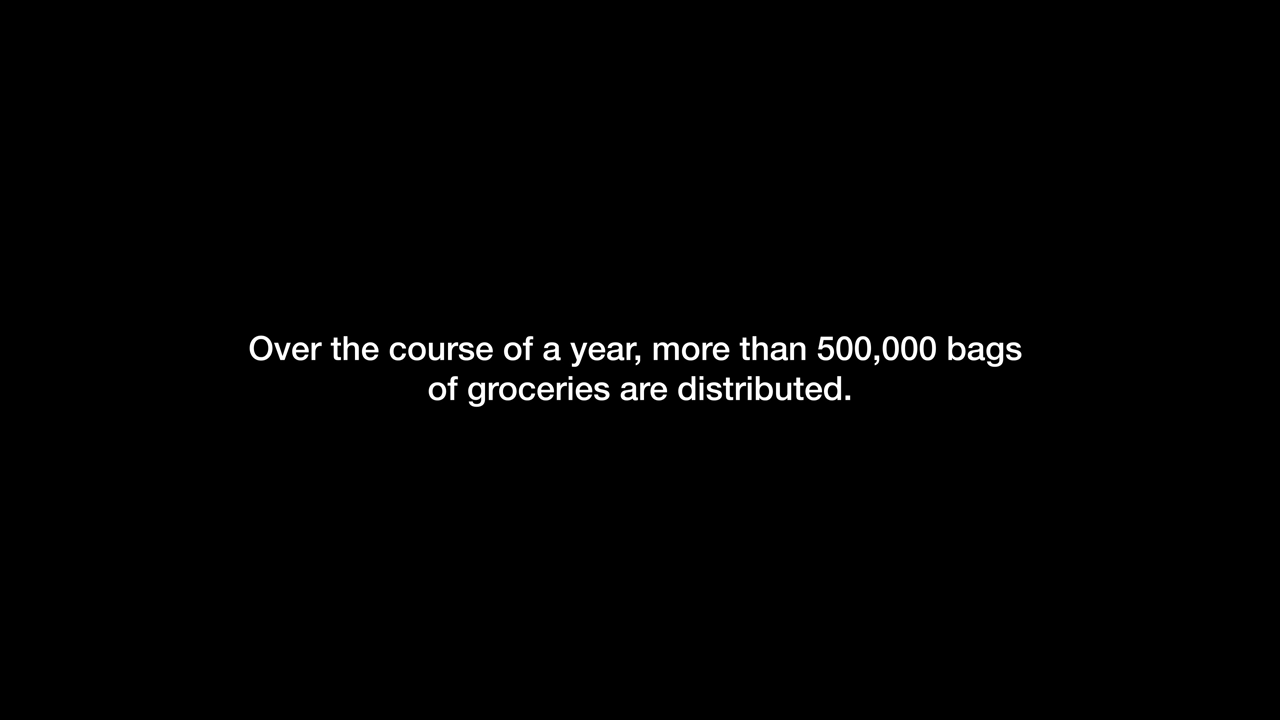 Over the course of a year, more than 500,000 bags
of groceries are distributed.